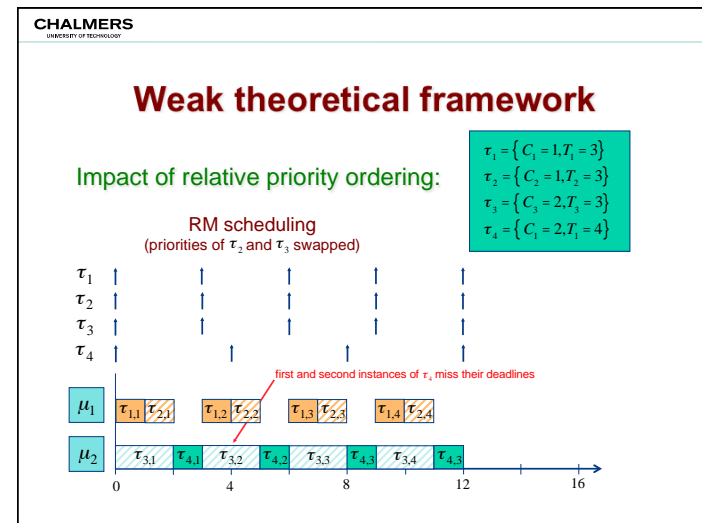 CHALMERS
UNIVERSITY OF TECHNOLOGY
Weak theoretical framework
Impact of relative priority ordering:
τ₁ = { C₁ = 1, T₁ = 3}
τ₂ = { C₂ = 1, T₂ = 3}
τ₃ = { C₃ = 2, T₃ = 3}
τ₄ = { C₁ = 2, T₁ = 4}
RM scheduling
(priorities of τ₂ and τ₃ swapped)
τ₁
τ₂
τ₃
τ₄
first and second instances of τ₄ miss their deadlines
μ₁ τ₁,₁ τ₂,₁ τ₁,₂ τ₂,₂ τ₁,₃ τ₂,₃ τ₁,₄ τ₂,₄
μ₂ τ₃,₁ τ₄,₁ τ₃,₂ τ₄,₂ τ₃,₃ τ₄,₃ τ₃,₄ τ₄,₃
0 4 8 12 16